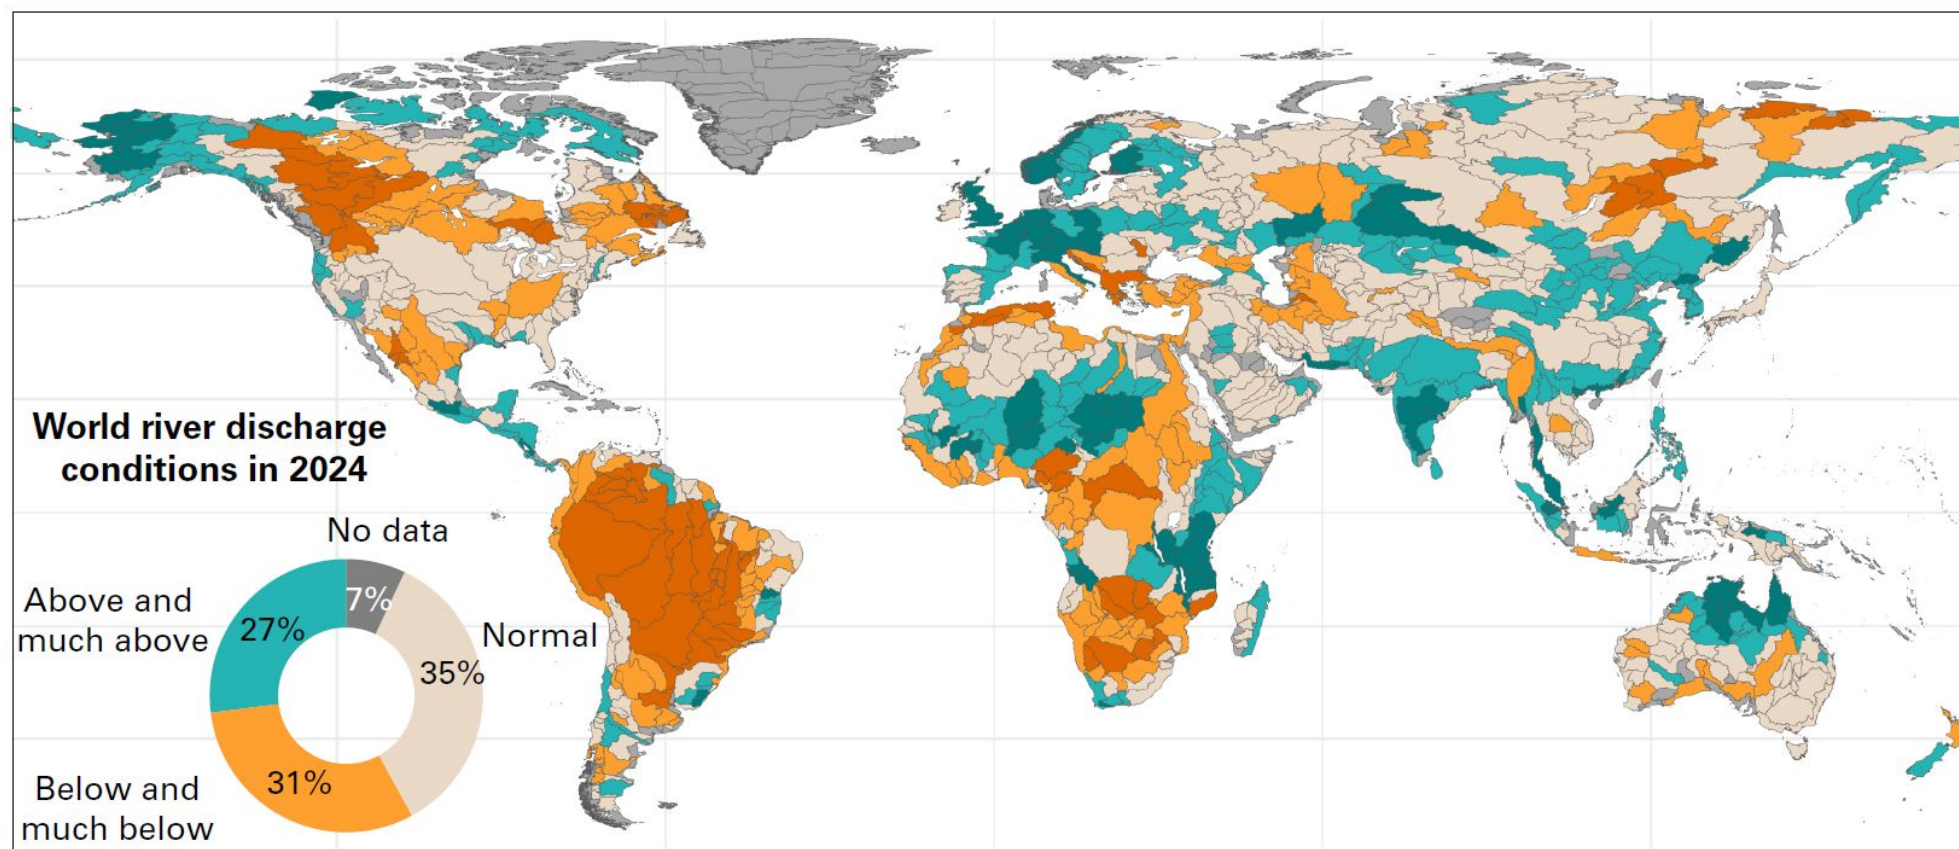 World river discharge
conditions in 2024
No data
7%
Above and
much above
27%
Normal
35%
31%
Below and
much below